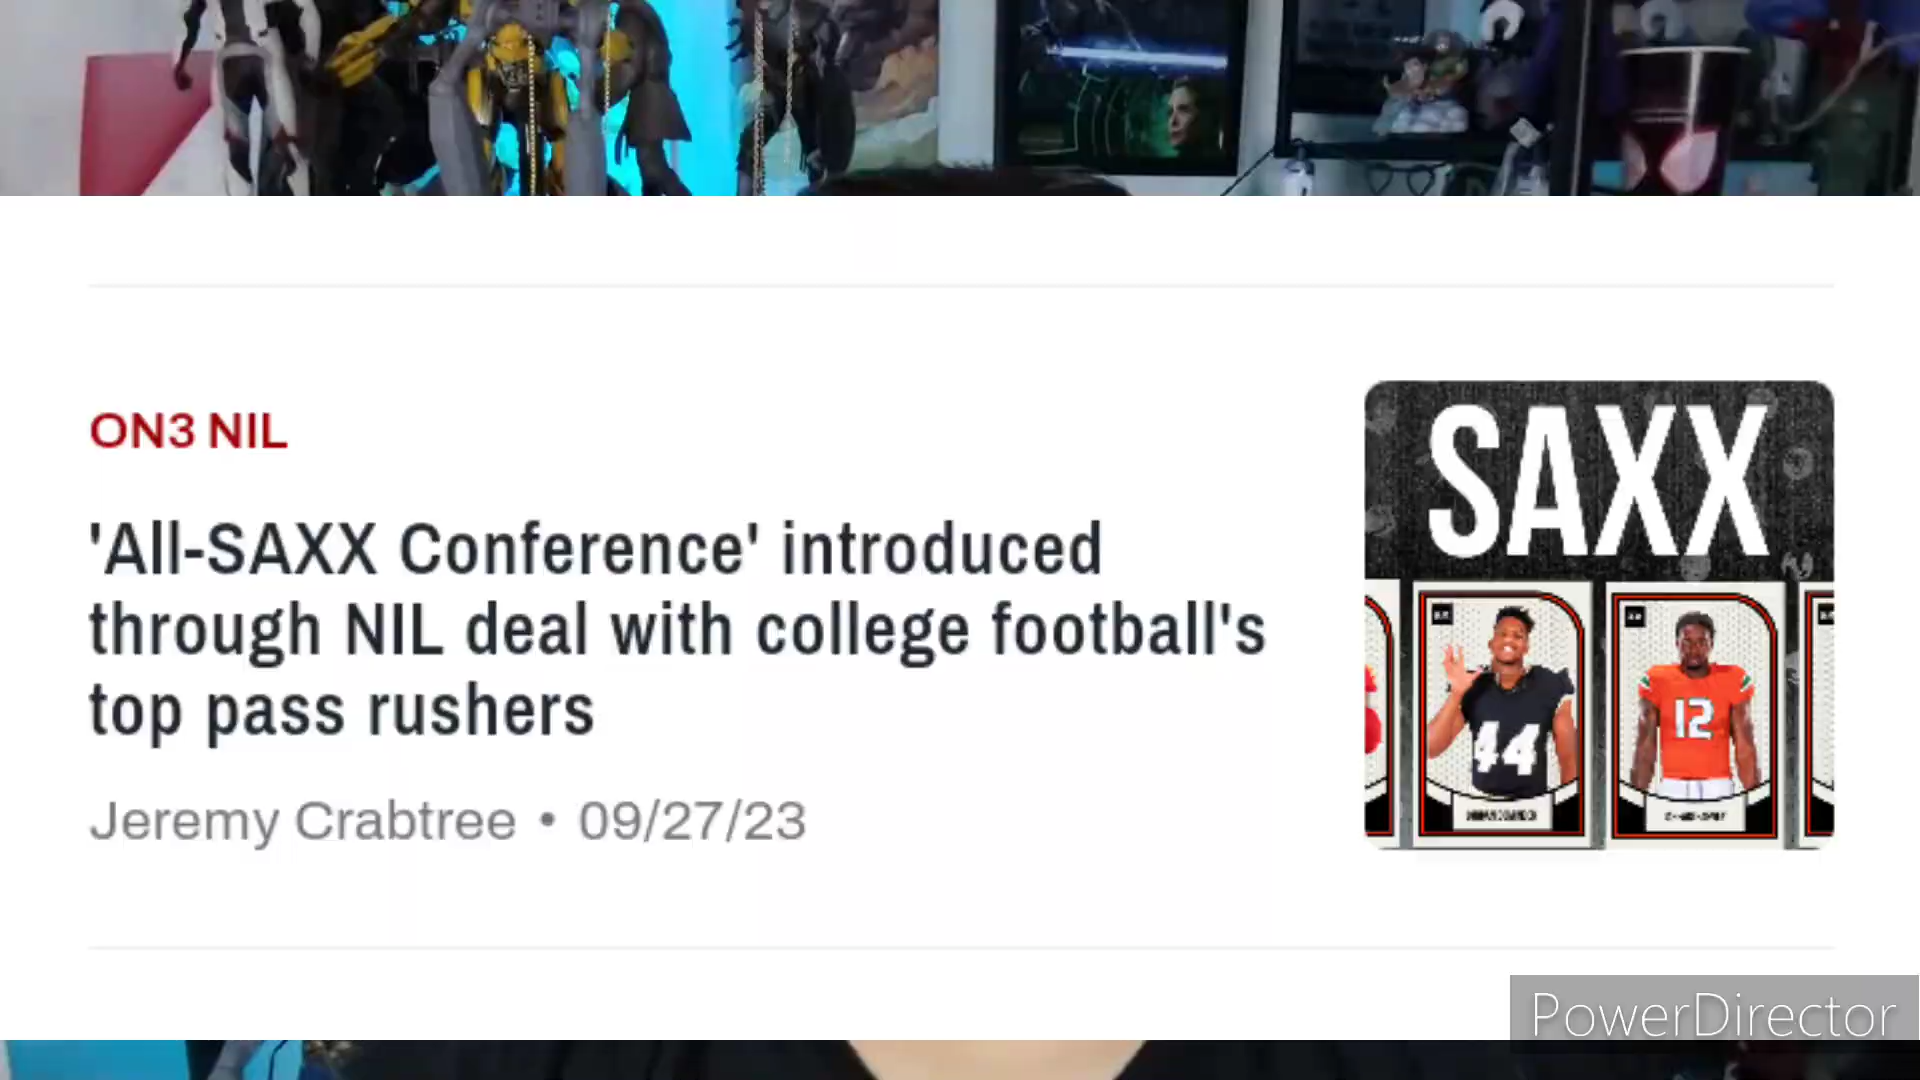 ON3 NIL
'All-SAXX Conference' introduced
through NIL deal with college football's
top pass rushers
Jeremy Crabtree • 09/27/23
SAXX
44
12
PowerDirector